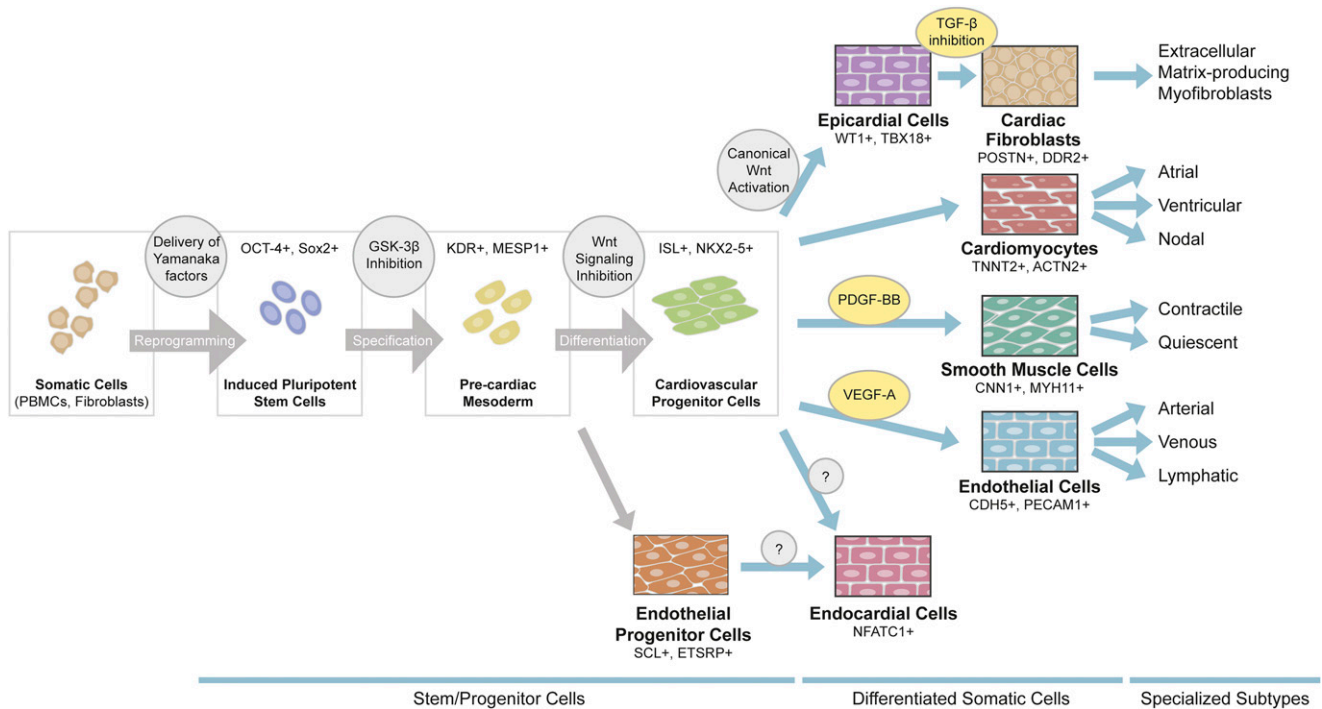 TGF-β
inhibition
Extracellular
Matrix-producing
Myofibroblasts
Epicardial Cells
WT1+, TBX18+
Cardiac
Fibroblasts
POSTN+, DDR2+
Canonical
Wnt
Activation
Atrial
Ventricular
Nodal
Cardiomyocytes
TNNT2+, ACTN2+
Delivery of
Yamanaka
factors
OCT-4+, Sox2+
GSK-3β
Inhibition
KDR+, MESP1+
Wnt
Signaling
Inhibition
ISL+, NKX2-5+
Reprogramming
Specification
Differentiation
Somatic Cells
(PBMCs, Fibroblasts)
Induced Pluripotent
Stem Cells
Pre-cardiac
Mesoderm
Cardiovascular
Progenitor Cells
PDGF-BB
Contractile
Quiescent
Smooth Muscle Cells
CNN1+, MYH11+
VEGF-A
Arterial
Venous
Lymphatic
Endothelial Cells
CDH5+, PECAM1+
?
?
Endothelial
Progenitor Cells
SCL+, ETSRP+
Endocardial Cells
NFATC1+
Stem/Progenitor Cells
Differentiated Somatic Cells
Specialized Subtypes